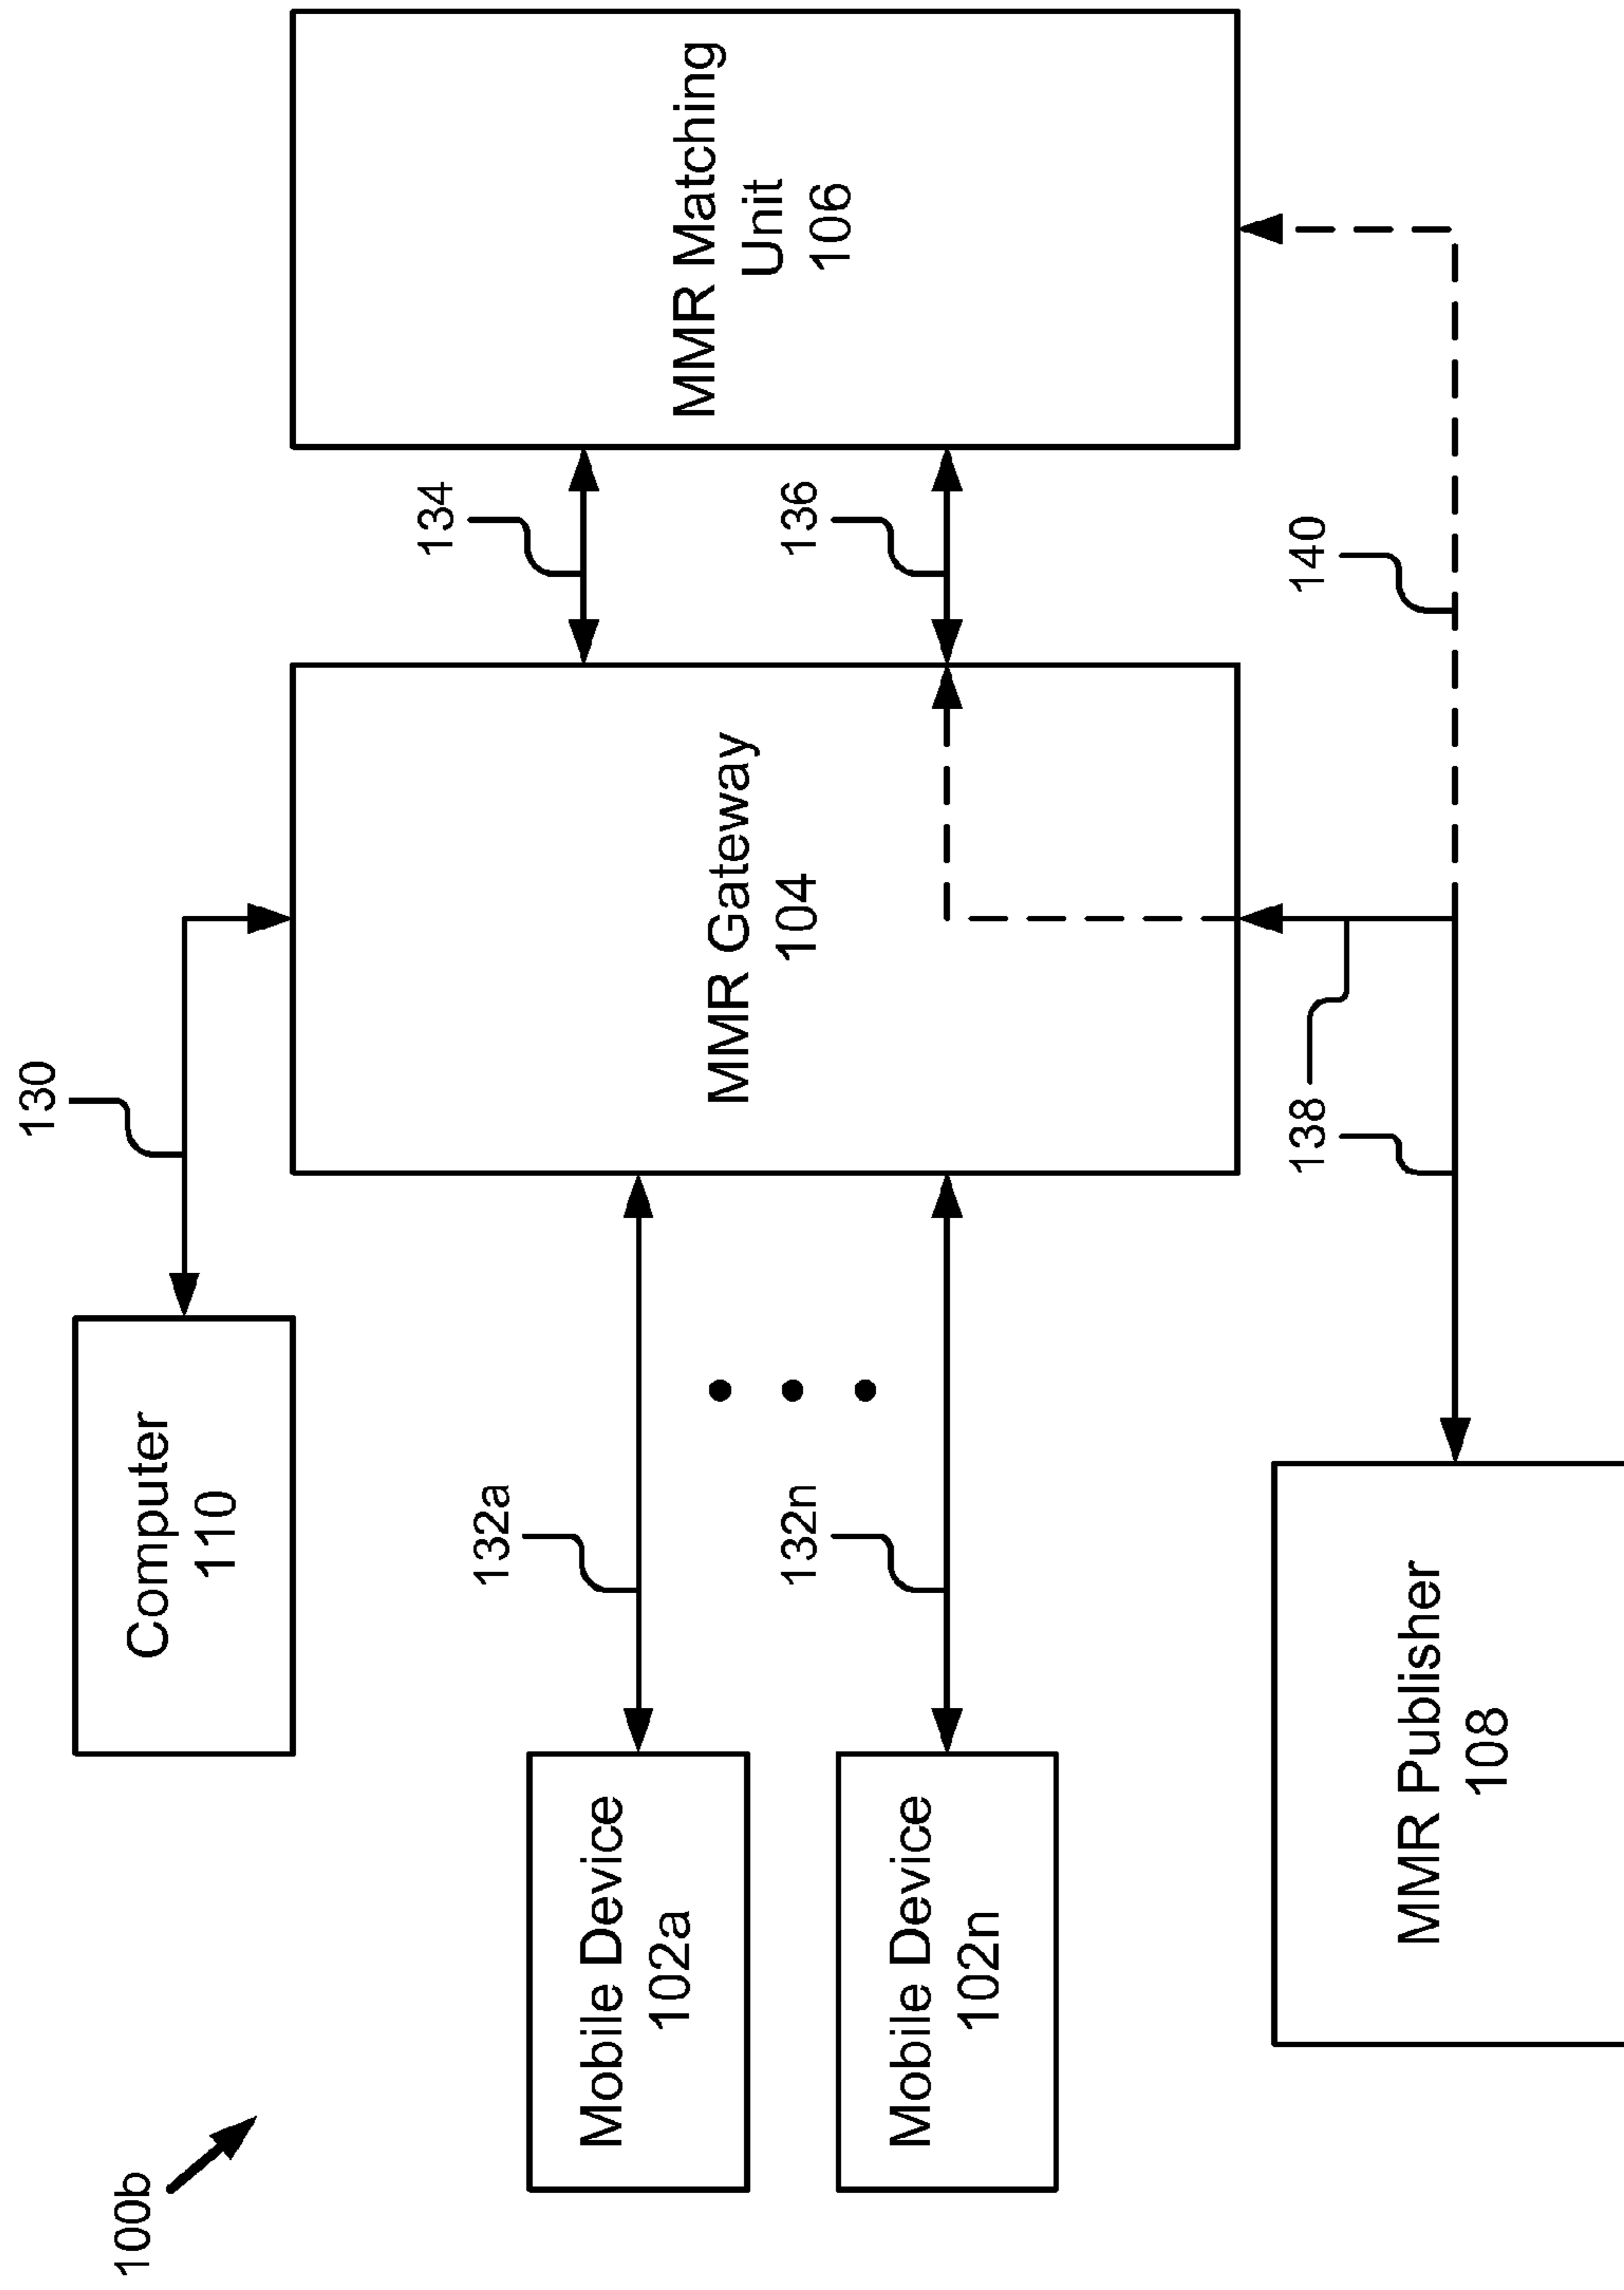 100b
130
Computer
110
MMR Gateway
104
MMR Matching
Unit
106
134
136
132a
132n
Mobile Device
102a
Mobile Device
102n
138
140
MMR Publisher
108